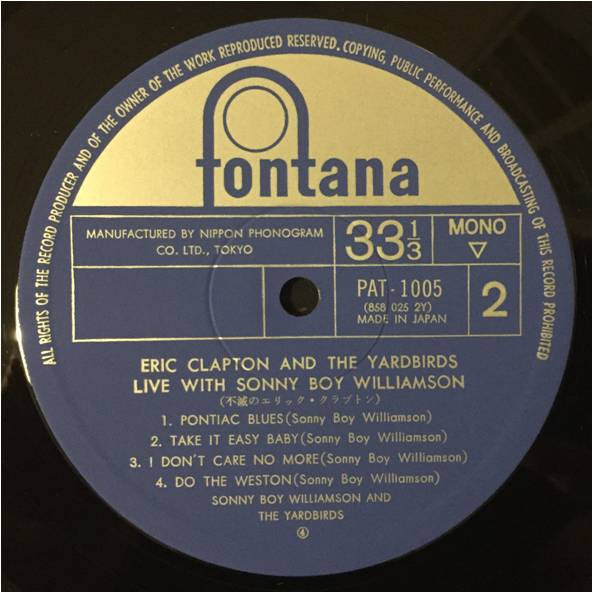 ALL RIGHTS OF THE RECORD PRODUCER AND OF THE OWNER OF THE WORK REPRODUCED RESERVED. COPYING, PUBLIC PERFORMANCE AND BROADCASTING OF THIS RECORD PROHIBITED
fontana
MANUFACTURED BY NIPPON PHONOGRAM
CO. LTD., TOKYO
33 1/3
MONO
▽
PAT-1005
(858 025 2Y)
MADE IN JAPAN
2
ERIC CLAPTON AND THE YARDBIRDS
LIVE WITH SONNY BOY WILLIAMSON
(不滅のエリック・クラプトン)
1. PONTIAC BLUES(Sonny Boy Williamson)
2. TAKE IT EASY BABY(Sonny Boy Williamson)
3. I DON'T CARE NO MORE(Sonny Boy Williamson)
4. DO THE WESTON(Sonny Boy Williamson)
SONNY BOY WILLIAMSON AND
THE YARDBIRDS
④